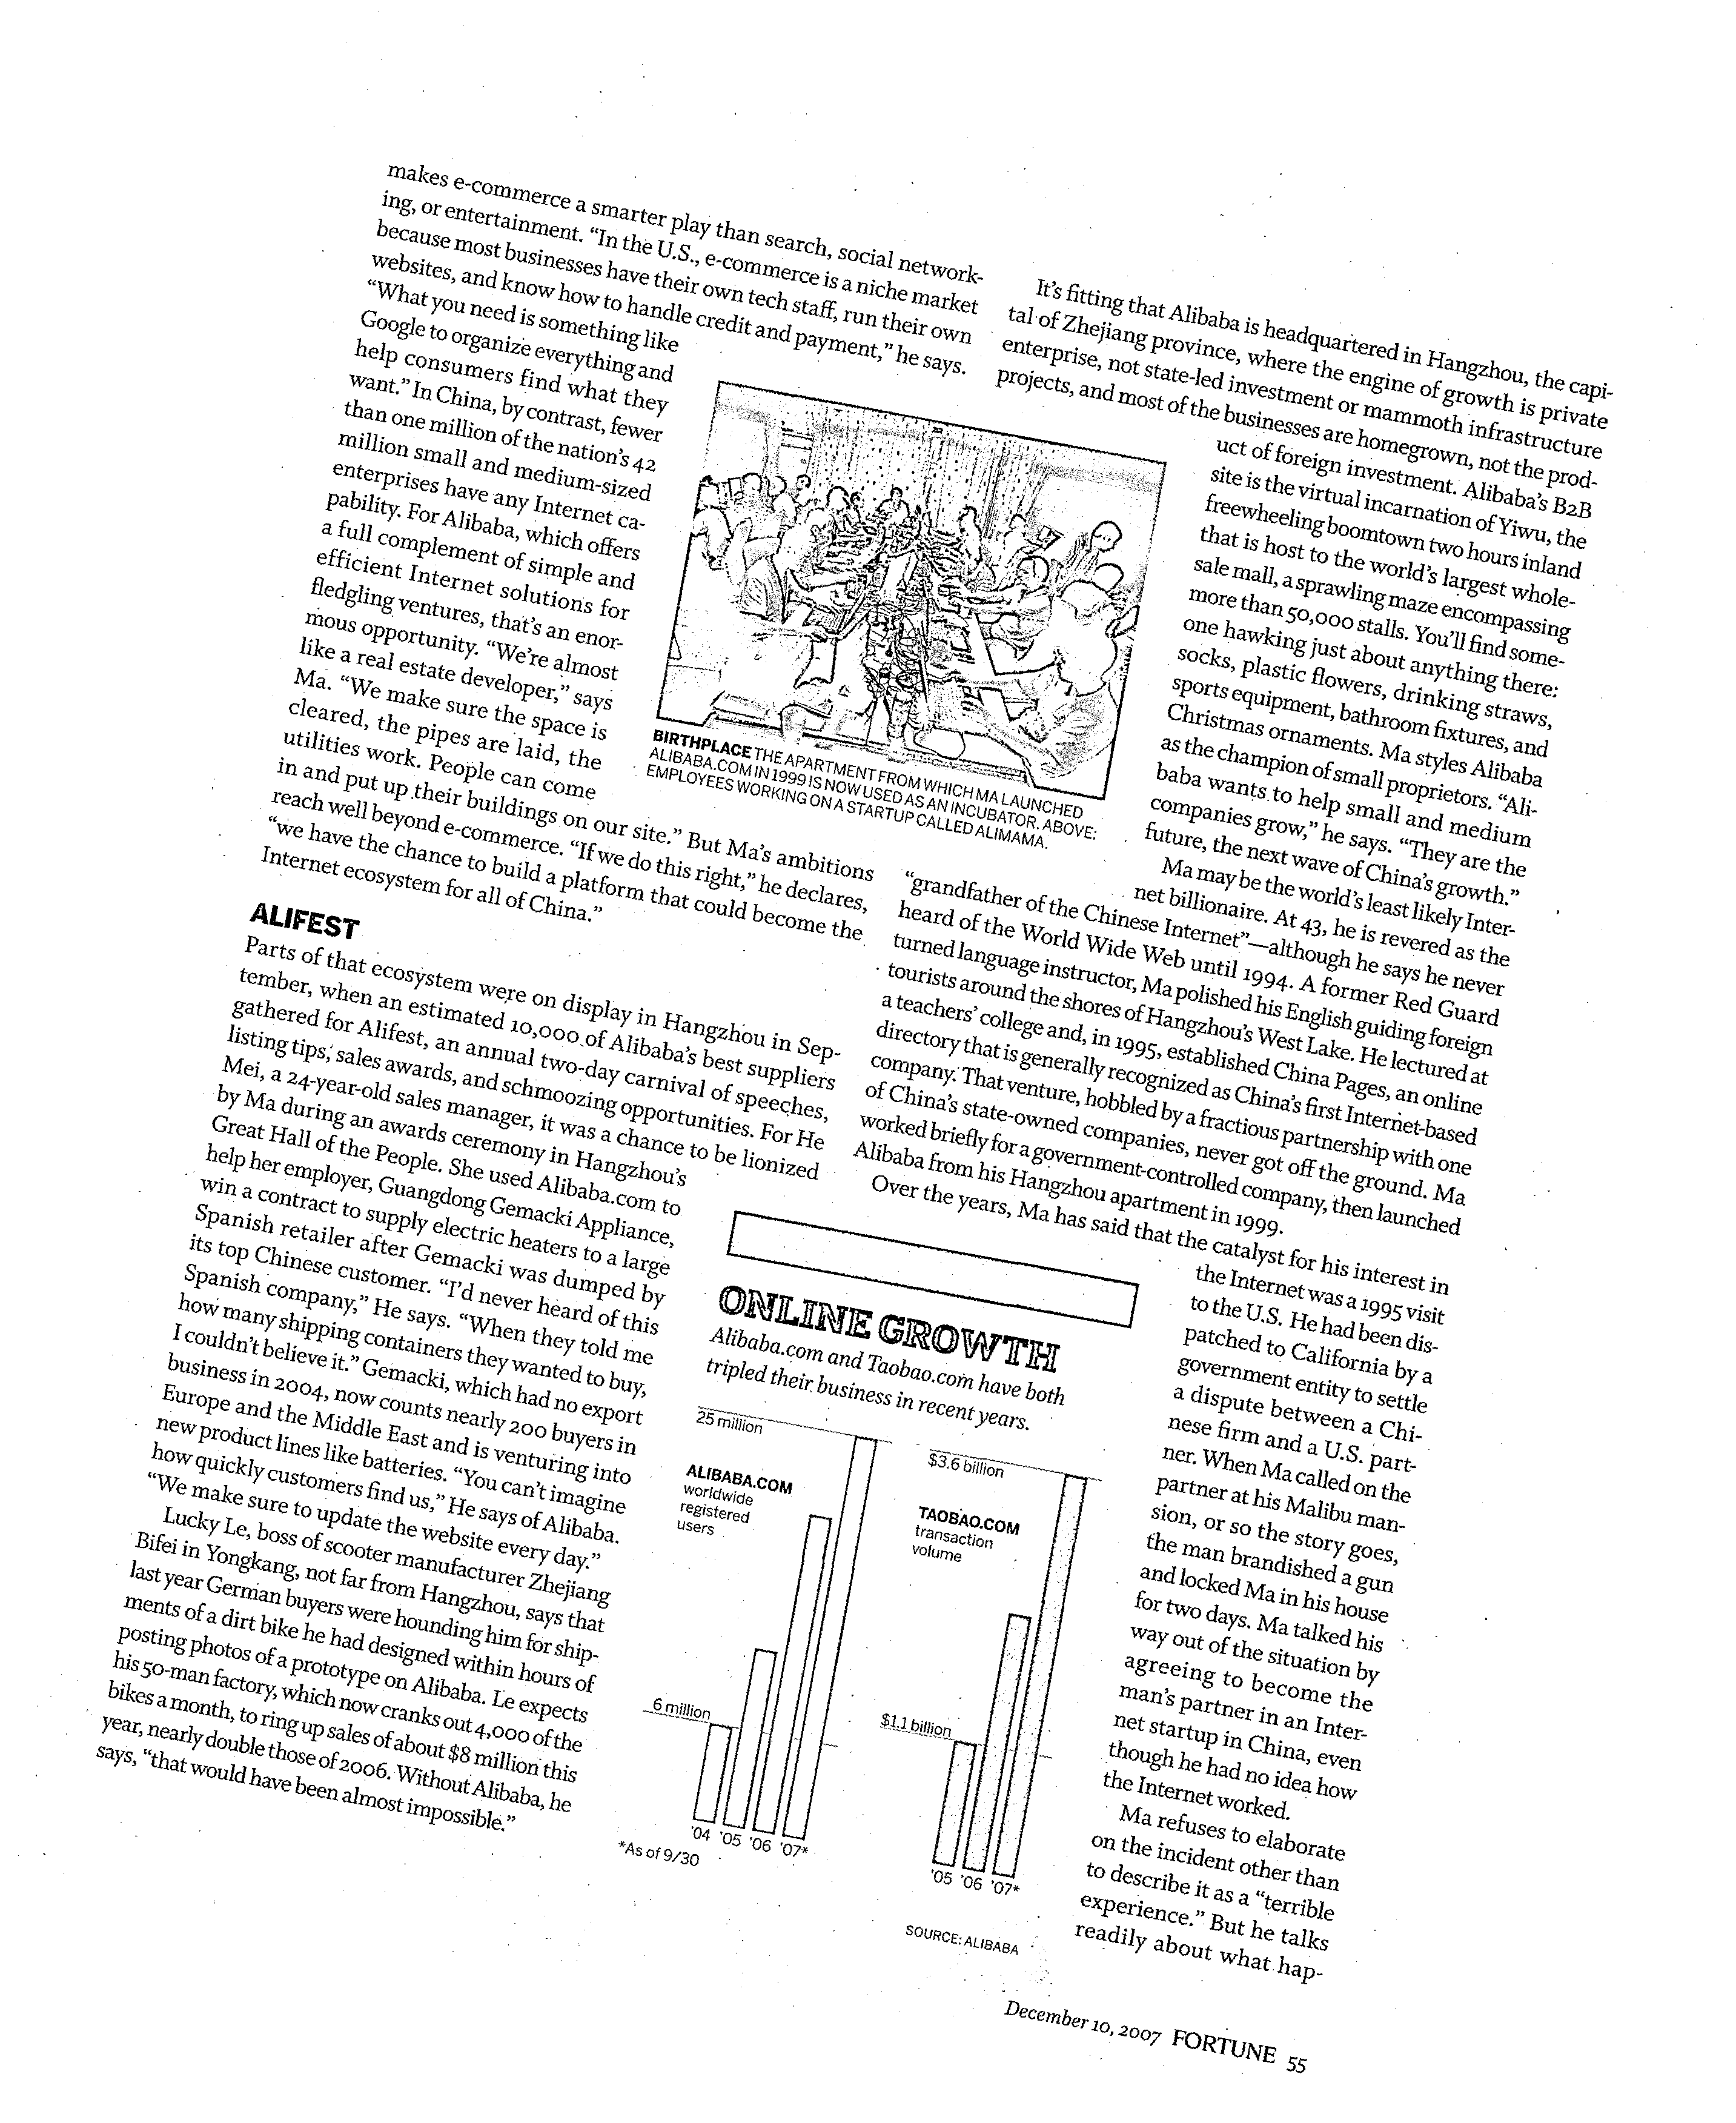 makes e-commerce a smarter play than search, social network-
ing, or entertainment. “In the U.S., e-commerce is a niche market
because most businesses have their own tech staff, run their own
websites, and know how to handle credit and payment,” he says.
“What you need is something like
Google to organize everything and
help consumers find what they
want.” In China, by contrast, fewer
than one million of the nation’s 42
million small and medium-sized
enterprises have any Internet ca-
pability. For Alibaba, which offers
a full complement of simple and
efficient Internet solutions for
fledgling ventures, that’s an enor-
mous opportunity. “We’re almost
like a real estate developer,” says
Ma. “We make sure the space is
cleared, the pipes are laid, the
utilities work. People can come
in and put up their buildings on our site.” But Ma’s ambitions
reach well beyond e-commerce. “If we do this right,” he declares,
“we have the chance to build a platform that could become the
Internet ecosystem for all of China.”
ALIFEST
Parts of that ecosystem were on display in Hangzhou in Sep-
tember, when an estimated 10,000 of Alibaba’s best suppliers
gathered for Alifest, an annual two-day carnival of speeches,
listing tips, sales awards, and schmoozing opportunities. For He
Mei, a 24-year-old sales manager, it was a chance to be lionized
by Ma during an awards ceremony in Hangzhou’s
Great Hall of the People. She used Alibaba.com to
help her employer, Guangdong Gemacki Appliance,
win a contract to supply electric heaters to a large
Spanish retailer after Gemacki was dumped by
its top Chinese customer. “I’d never heard of this
Spanish company,” He says. “When they told me
how many shipping containers they wanted to buy,
I couldn’t believe it.” Gemacki, which had no export
business in 2004, now counts nearly 200 buyers in
Europe and the Middle East and is venturing into
new product lines like batteries. “You can’t imagine
how quickly customers find us,” He says of Alibaba.
“We make sure to update the website every day.”
Lucky Le, boss of scooter manufacturer Zhejiang
Bifei in Yongkang, not far from Hangzhou, says that
last year German buyers were hounding him for ship-
ments of a dirt bike he had designed within hours of
posting photos of a prototype on Alibaba. Le expects
his 50-man factory, which now cranks out 4,000 of the
bikes a month, to ring up sales of about $8 million this
year, nearly double those of 2006. Without Alibaba, he
says, “that would have been almost impossible.”
BIRTHPLACE THE APARTMENT FROM WHICH MA LAUNCHED
ALIBABA.COM IN 1999 IS NOW USED AS AN INCUBATOR. ABOVE:
EMPLOYEES WORKING ON A STARTUP CALLED ALIMAMA.
It’s fitting that Alibaba is headquartered in Hangzhou, the capi-
tal of Zhejiang province, where the engine of growth is private
enterprise, not state-led investment or mammoth infrastructure
projects, and most of the businesses are homegrown, not the prod-
uct of foreign investment. Alibaba’s B2B
site is the virtual incarnation of Yiwu, the
freewheeling boomtown two hours inland
that is host to the world’s largest whole-
sale mall, a sprawling maze encompassing
more than 50,000 stalls. You’ll find some-
one hawking just about anything there:
socks, plastic flowers, drinking straws,
sports equipment, bathroom fixtures, and
Christmas ornaments. Ma styles Alibaba
as the champion of small proprietors. “Ali-
baba wants to help small and medium
companies grow,” he says. “They are the
future, the next wave of China’s growth.”
Ma may be the world’s least likely Inter-
net billionaire. At 43, he is revered as the
“grandfather of the Chinese Internet”—although he says he never
heard of the World Wide Web until 1994. A former Red Guard
turned language instructor, Ma polished his English guiding foreign
tourists around the shores of Hangzhou’s West Lake. He lectured at
a teachers’ college and, in 1995, established China Pages, an online
directory that is generally recognized as China’s first Internet-based
company. That venture, hobbled by a fractious partnership with one
of China’s state-owned companies, never got off the ground. Ma
worked briefly for a government-controlled company, then launched
Alibaba from his Hangzhou apartment in 1999.
Over the years, Ma has said that the catalyst for his interest in
the Internet was a 1995 visit
to the U.S. He had been dis-
patched to California by a
government entity to settle
a dispute between a Chi-
nese firm and a U.S. part-
ner. When Ma called on the
partner at his Malibu man-
sion, or so the story goes,
the man brandished a gun
and locked Ma in his house
for two days. Ma talked his
way out of the situation by
agreeing to become the
man’s partner in an Inter-
net startup in China, even
though he had no idea how
the Internet worked.
Ma refuses to elaborate
on the incident other than
to describe it as a “terrible
experience.” But he talks
readily about what hap-
ONLINE GROWTH
Alibaba.com and Taobao.com have both
tripled their business in recent years.
25 million
ALIBABA.COM
worldwide
registered
users
6 million
’04 ’05 ’06 ’07*
*As of 9/30
$3.6 billion
TAOBAO.COM
transaction
volume
$1.1 billion
’05 ’06 ’07*
SOURCE: ALIBABA
December 10, 2007 FORTUNE 55